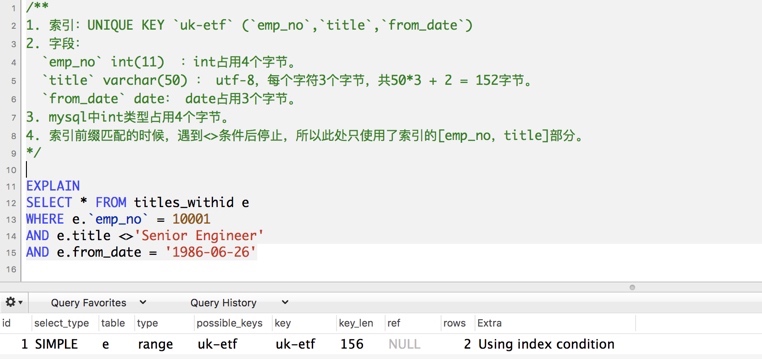 1 /**
2 1. 索引：UNIQUE KEY `uk-etf` (`emp_no`,`title`,`from_date`)
3 2. 字段：
4 `emp_no` int(11) ：int占用4个字节。
5 `title` varchar(50) ： utf-8，每个字符3个字节，共50*3 + 2 = 152字节。
6 `from_date` date： date占用3个字节。
7 3. mysql中int类型占用4个字节。
8 4. 索引前缀匹配的时候，遇到<>条件后停止，所以此处只使用了索引的[emp_no，title]部分。
9 */
10
11 EXPLAIN
12 SELECT * FROM titles_withid e
13 WHERE e.`emp_no` = 10001
14 AND e.title <>'Senior Engineer'
15 AND e.from_date = '1986-06-26'
16
Query Favorites Query History
id select_type table type possible_keys key key_len ref rows Extra
1 SIMPLE e range uk-etf uk-etf 156 NULL 2 Using index condition